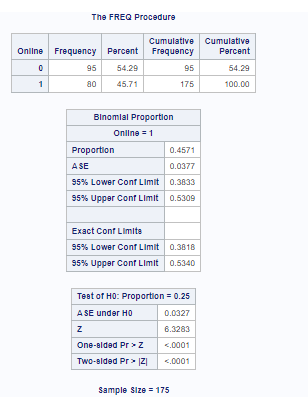 The FREQ Procedure
Online Frequency Percent Cumulative Frequency Cumulative Percent
0 95 54.29 95 54.29
1 80 45.71 175 100.00
Binomial Proportion
Online = 1
Proportion 0.4571
ASE 0.0377
95% Lower Conf Limit 0.3833
95% Upper Conf Limit 0.5309
Exact Conf Limits
95% Lower Conf Limit 0.3818
95% Upper Conf Limit 0.5340
Test of H0: Proportion = 0.25
ASE under H0 0.0327
Z 6.3283
One-sided Pr > Z <.0001
Two-sided Pr > |Z| <.0001
Sample Size = 175